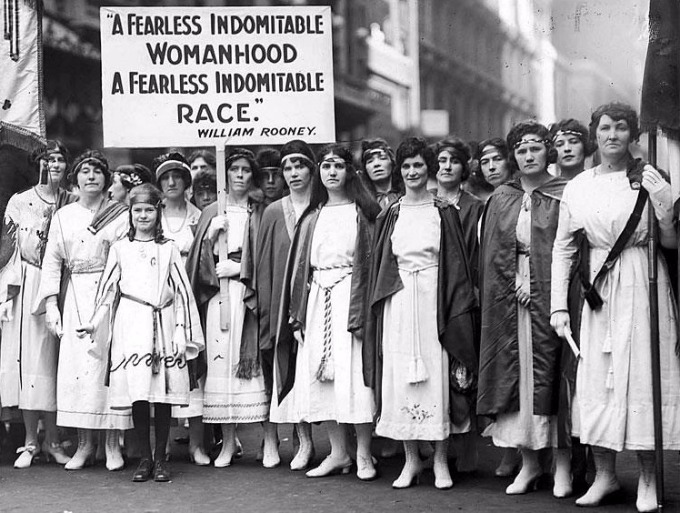 "A FEARLESS INDOMITABLE
WOMANHOOD
A FEARLESS INDOMITABLE
RACE."
WILLIAM ROONEY.